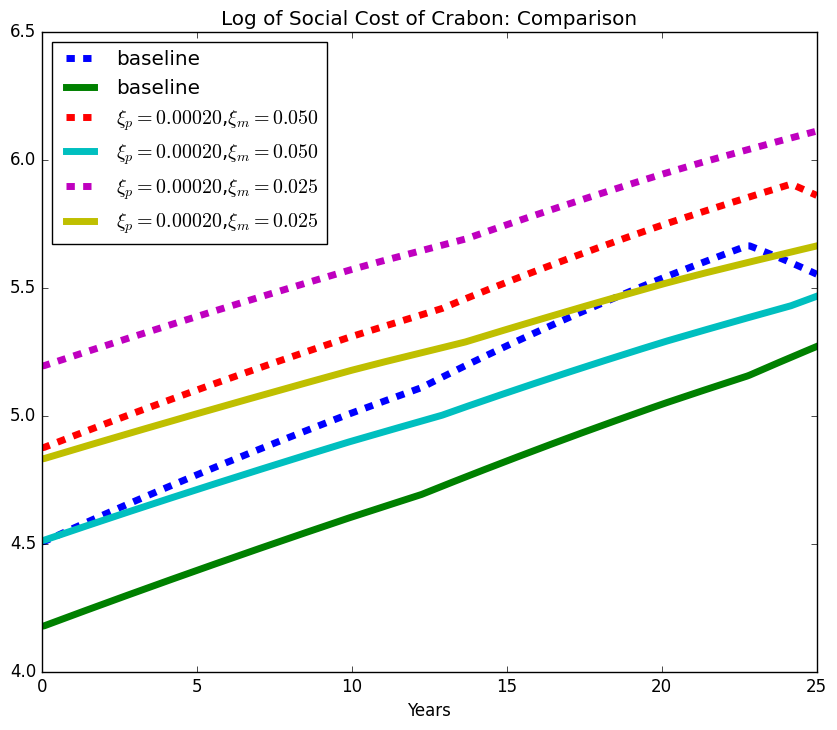 Log of Social Cost of Crabon: Comparison
6.5
6.0
5.5
5.0
4.5
4.0
baseline
baseline
ξp = 0.00020,ξm = 0.050
ξp = 0.00020,ξm = 0.050
ξp = 0.00020,ξm = 0.025
ξp = 0.00020,ξm = 0.025
0 5 10 15 20 25
Years